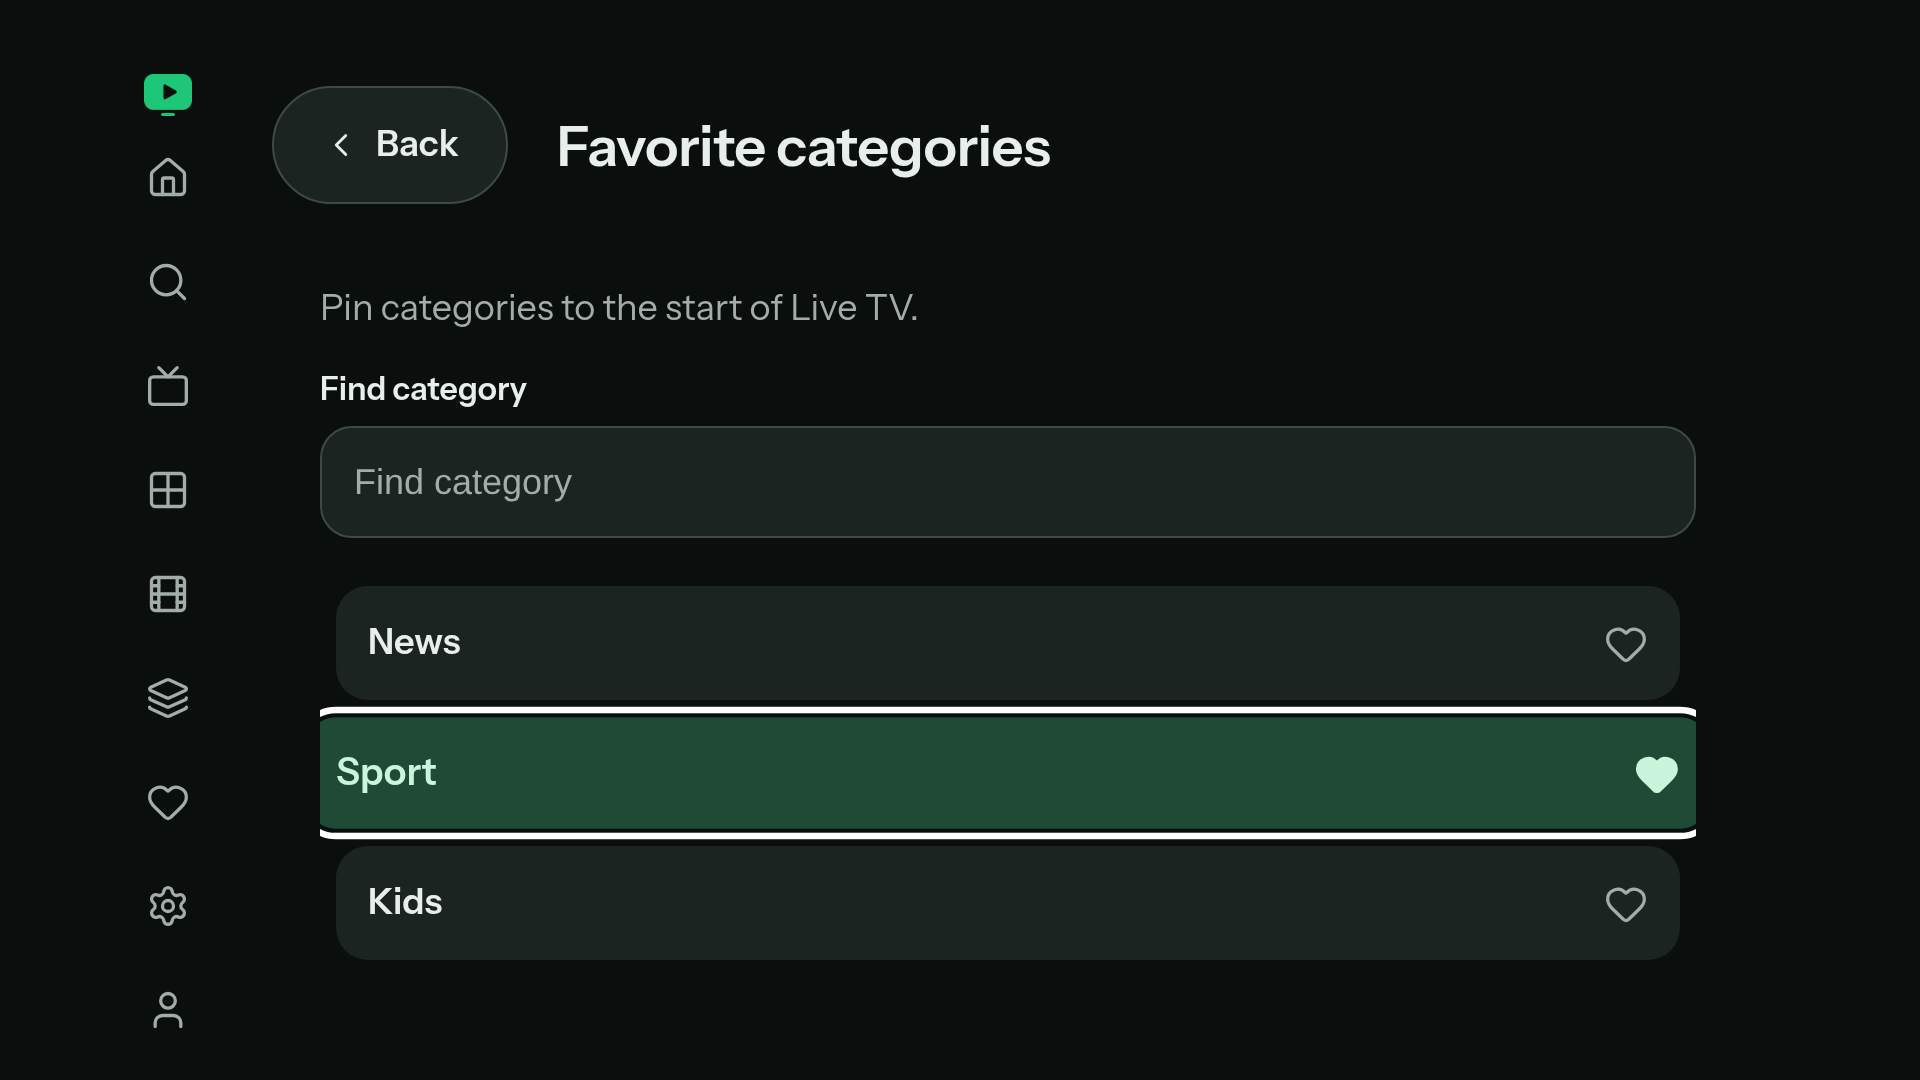 Back
Favorite categories
Pin categories to the start of Live TV.
Find category
Find category
News
Sport
Kids